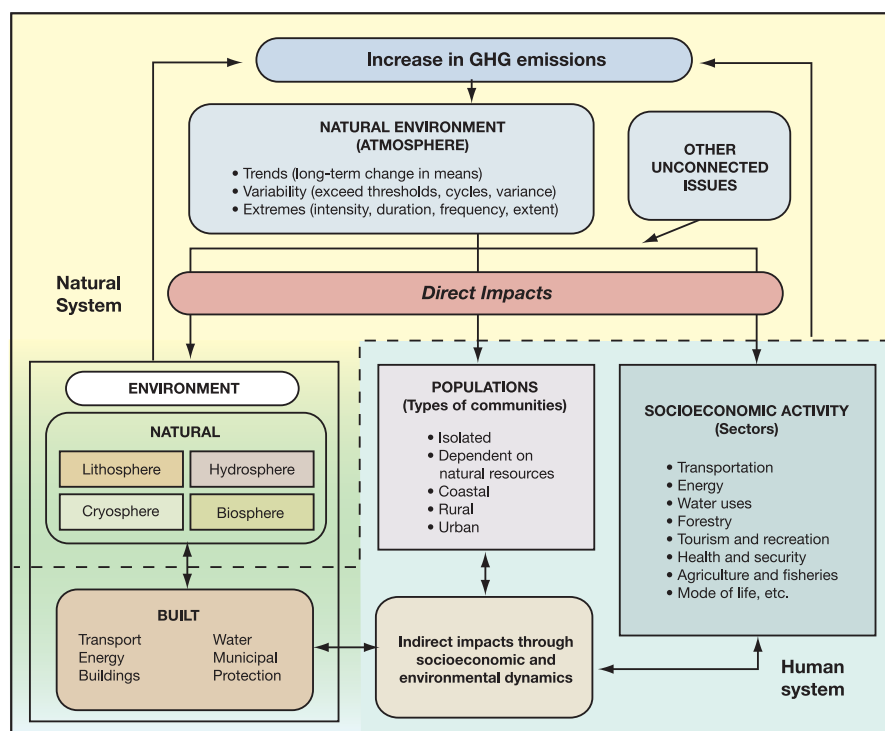 Increase in GHG emissions
NATURAL ENVIRONMENT
(ATMOSPHERE)
• Trends (long-term change in means)
• Variability (exceed thresholds, cycles, variance)
• Extremes (intensity, duration, frequency, extent)
OTHER
UNCONNECTED
ISSUES
Natural
System
Direct Impacts
ENVIRONMENT
NATURAL
Lithosphere
Hydrosphere
Cryosphere
Biosphere
POPULATIONS
(Types of communities)
• Isolated
• Dependent on
natural resources
• Coastal
• Rural
• Urban
SOCIOECONOMIC ACTIVITY
(Sectors)
• Transportation
• Energy
• Water uses
• Forestry
• Tourism and recreation
• Health and security
• Agriculture and fisheries
• Mode of life, etc.
BUILT
Transport
Energy
Buildings
Water
Municipal
Protection
Indirect impacts through
socioeconomic and
environmental dynamics
Human
system